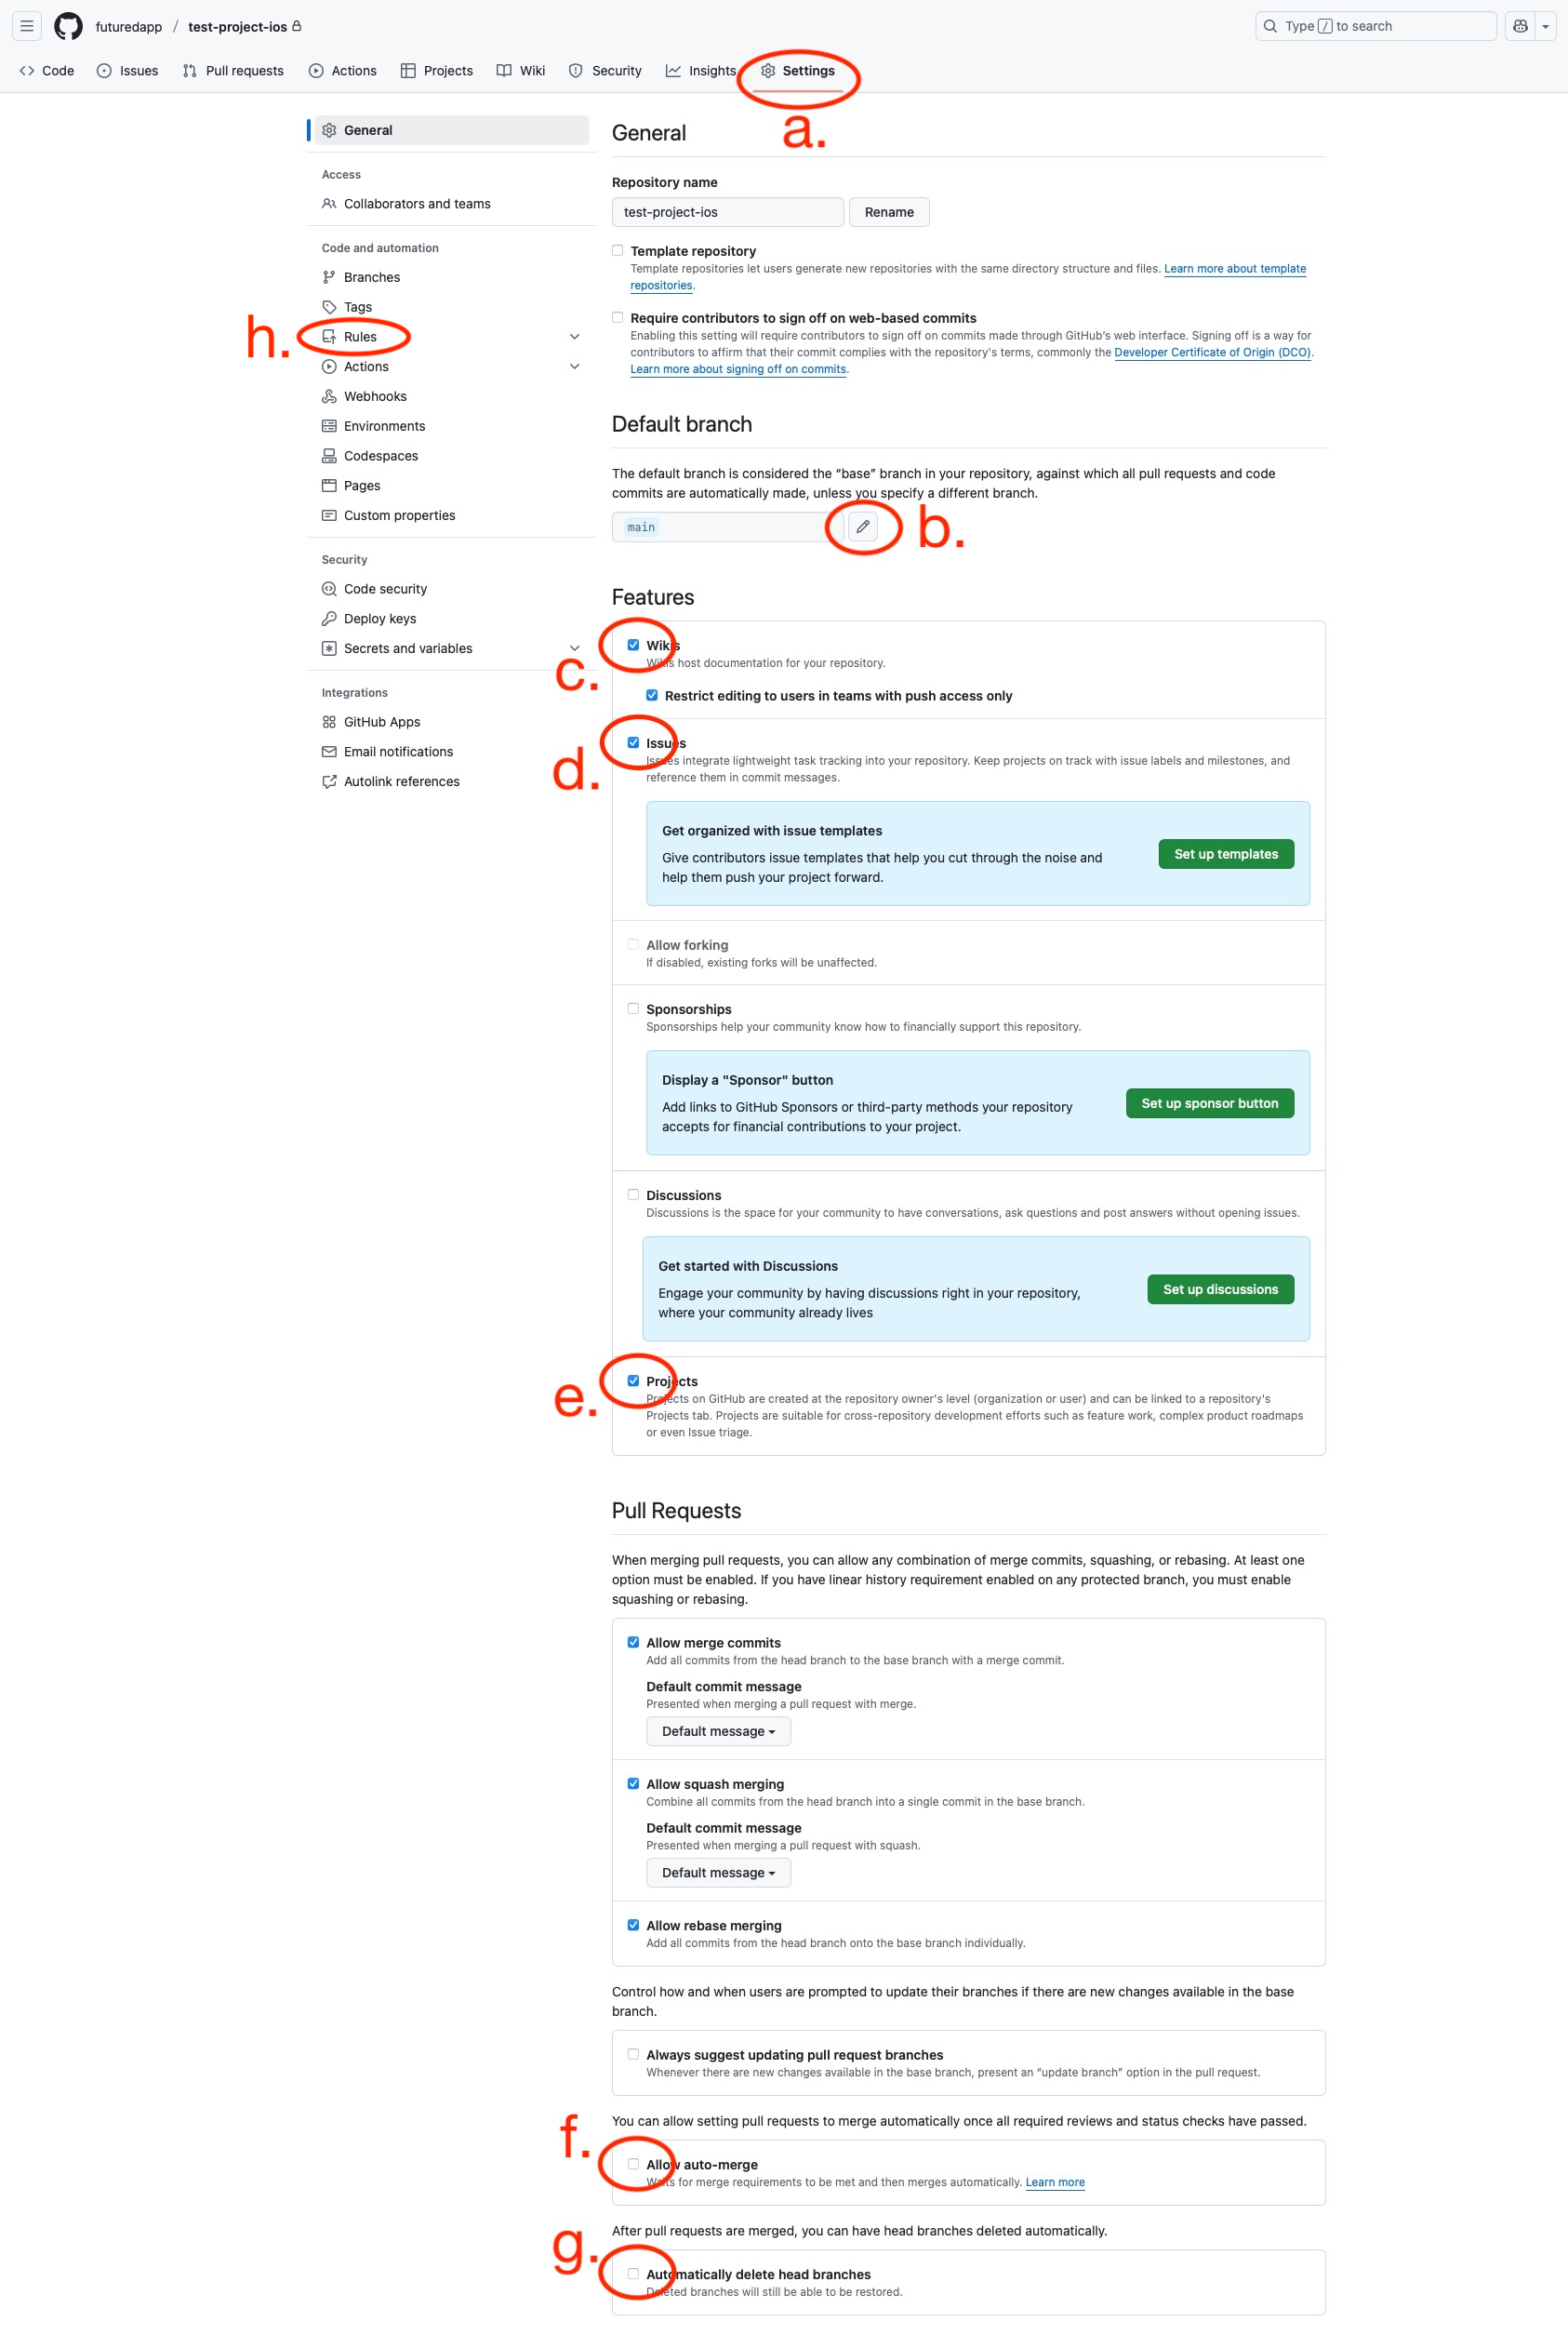 futuredapp / test-project-ios
Type / to search
Code Issues Pull requests Actions Projects Wiki Security Insights Settings
a.
General
Access
Collaborators and teams
Code and automation
Branches
Tags
h.
Rules
Actions
Webhooks
Environments
Codespaces
Pages
Custom properties
Security
Code security
Deploy keys
Secrets and variables
Integrations
GitHub Apps
Email notifications
Autolink references
General
Repository name
test-project-ios Rename
Template repository
Template repositories let users generate new repositories with the same directory structure and files. Learn more about template
repositories.
Require contributors to sign off on web-based commits
Enabling this setting will require contributors to sign off on commits made through GitHub's web interface. Signing off is a way for
contributors to affirm that their commit complies with the repository's terms, commonly the Developer Certificate of Origin (DCO).
Learn more about signing off on commits.
Default branch
The default branch is considered the “base” branch in your repository, against which all pull requests and code
commits are automatically made, unless you specify a different branch.
main
b.
Features
c.
Wikis
Wikis host documentation for your repository.
Restrict editing to users in teams with push access only
d.
Issues
Issues integrate lightweight task tracking into your repository. Keep projects on track with issue labels and milestones, and
reference them in commit messages.
Get organized with issue templates
Give contributors issue templates that help you cut through the noise and
help them push your project forward.
Set up templates
Allow forking
If disabled, existing forks will be unaffected.
Sponsorships
Sponsorships help your community know how to financially support this repository.
Display a "Sponsor" button
Add links to GitHub Sponsors or third-party methods your repository
accepts for financial contributions to your project.
Set up sponsor button
Discussions
Discussions is the space for your community to have conversations, ask questions and post answers without opening issues.
Get started with Discussions
Engage your community by having discussions right in your repository,
where your community already lives
Set up discussions
e.
Projects
Projects on GitHub are created at the repository owner's level (organization or user) and can be linked to a repository's
Projects tab. Projects are suitable for cross-repository development efforts such as feature work, complex product roadmaps
or even Issue triage.
Pull Requests
When merging pull requests, you can allow any combination of merge commits, squashing, or rebasing. At least one
option must be enabled. If you have linear history requirement enabled on any protected branch, you must enable
squashing or rebasing.
Allow merge commits
Add all commits from the head branch to the base branch with a merge commit.
Default commit message
Presented when merging a pull request with merge.
Default message
Allow squash merging
Combine all commits from the head branch into a single commit in the base branch.
Default commit message
Presented when merging a pull request with squash.
Default message
Allow rebase merging
Add all commits from the head branch onto the base branch individually.
Control how and when users are prompted to update their branches if there are new changes available in the base
branch.
Always suggest updating pull request branches
Whenever there are new changes available in the base branch, present an “update branch” option in the pull request.
You can allow setting pull requests to merge automatically once all required reviews and status checks have passed.
f.
Allow auto-merge
Waits for merge requirements to be met and then merges automatically. Learn more
After pull requests are merged, you can have head branches deleted automatically.
g.
Automatically delete head branches
Deleted branches will still be able to be restored.